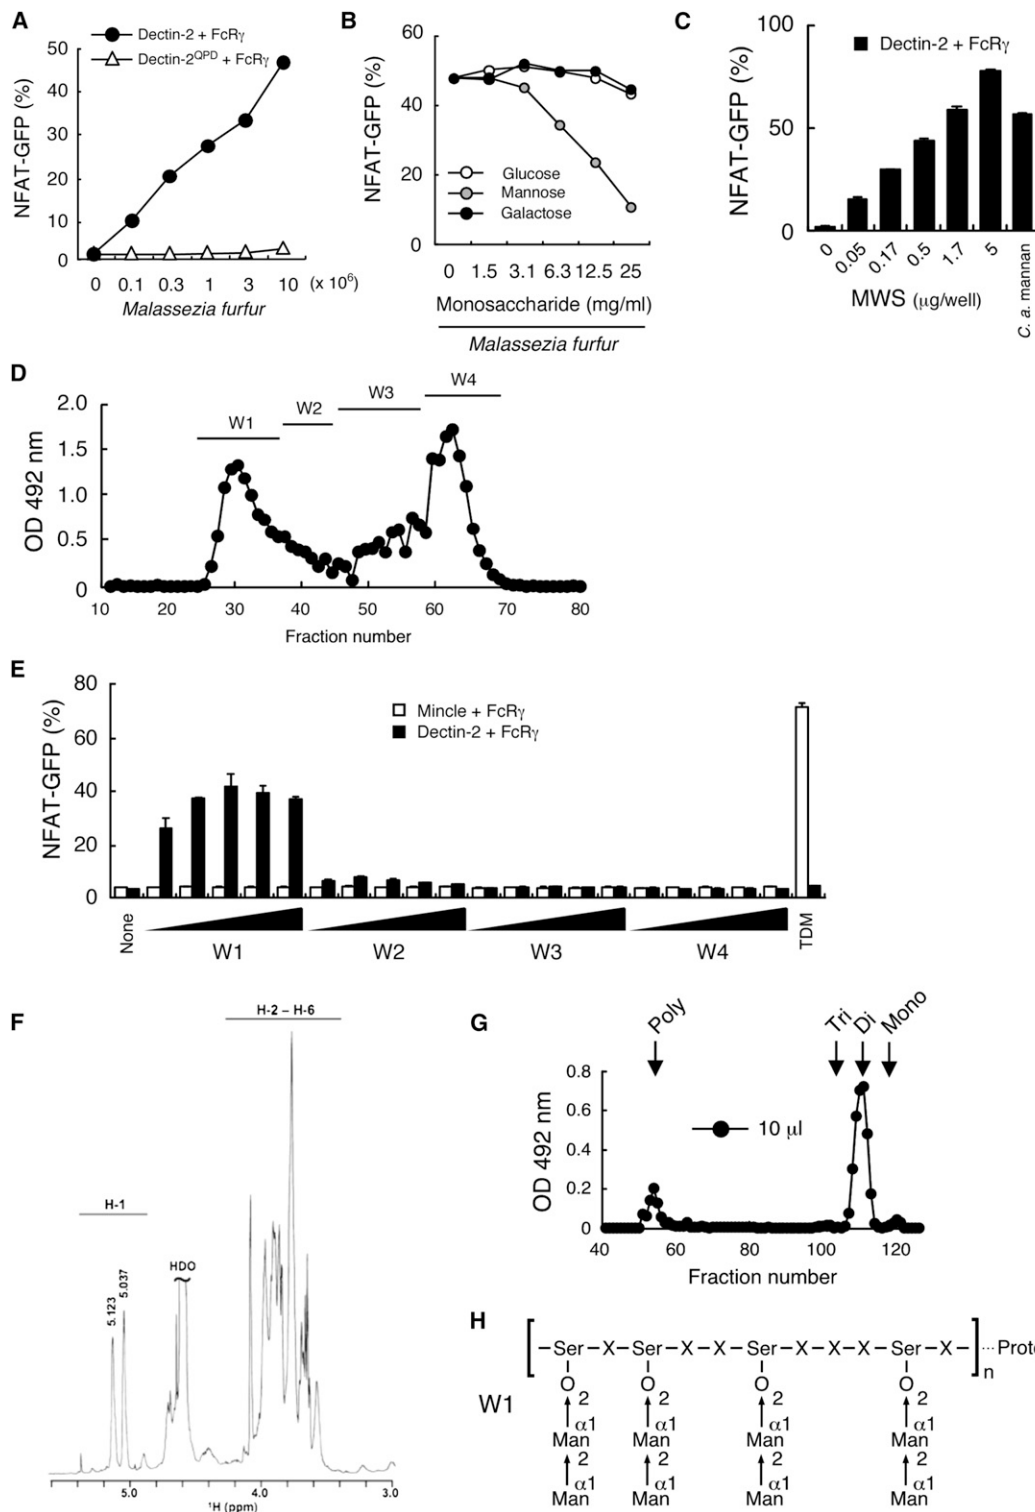 A
Dectin-2 + FcRγ
Dectin-2QPD + FcRγ
NFAT-GFP (%)
50
40
30
20
10
0
0 0.1 0.3 1 3 10 (x 10⁶)
Malassezia furfur
B
NFAT-GFP (%)
60
40
20
0
Glucose
Mannose
Galactose
0 1.5 3.1 6.3 12.5 25
Monosaccharide (mg/ml)
Malassezia furfur
C
NFAT-GFP (%)
100
50
0
Dectin-2 + FcRγ
0 0.05 0.17 0.5 1.7 5 C. a. mannan
MWS (μg/well)
D
W1 W2 W3 W4
OD 492 nm
2.0
1.5
1.0
0.5
0
10 20 30 40 50 60 70 80
Fraction number
E
NFAT-GFP (%)
80
60
40
20
0
Mincle + FcRγ
Dectin-2 + FcRγ
None W1 W2 W3 W4 TDM
F
H-2 – H-6
H-1
5.123 5.037
HDO
5.0 4.0 3.0
¹H (ppm)
G
Poly Tri Di Mono
OD 492 nm
0.8
0.6
0.4
0.2
0
10 μl
40 60 80 100 120
Fraction number
H
W1
Ser X Ser X X Ser X X X Ser X n ... Prote
O O O O
2 2 2 2
α1 α1 α1 α1
Man Man Man Man
2 2 2 2
α1 α1 α1 α1
Man Man Man Man